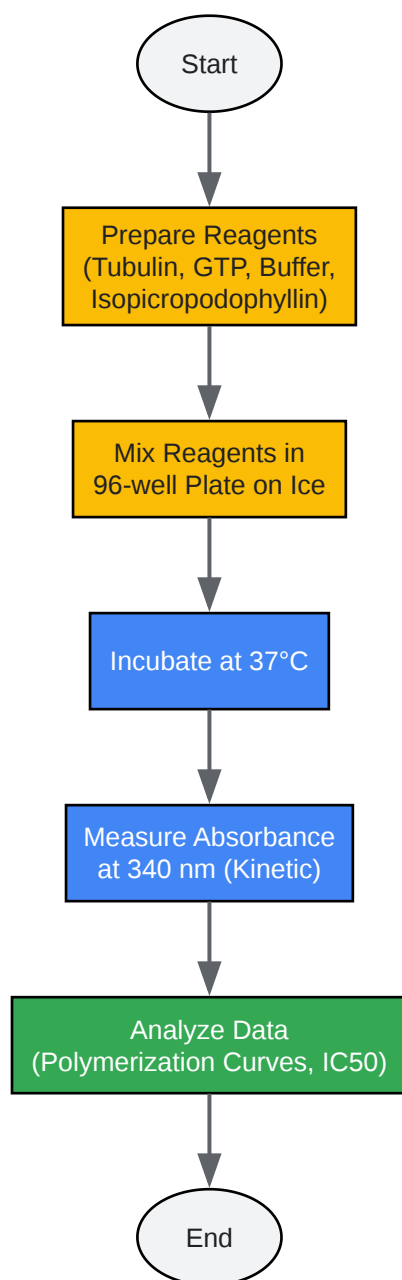 Start
Prepare Reagents
(Tubulin, GTP, Buffer,
Isopicropodophyllin)
Mix Reagents in
96-well Plate on Ice
Incubate at 37°C
Measure Absorbance
at 340 nm (Kinetic)
Analyze Data
(Polymerization Curves, IC50)
End